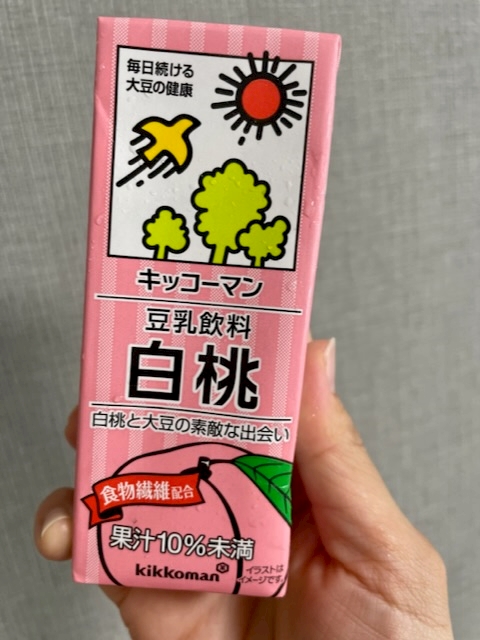 毎日続ける
大豆の健康
キッコーマン
豆乳飲料
白桃
白桃と大豆の素敵な出会い
食物繊維配合
果汁10%未満
kikkoman®
イラストは
イメージです。